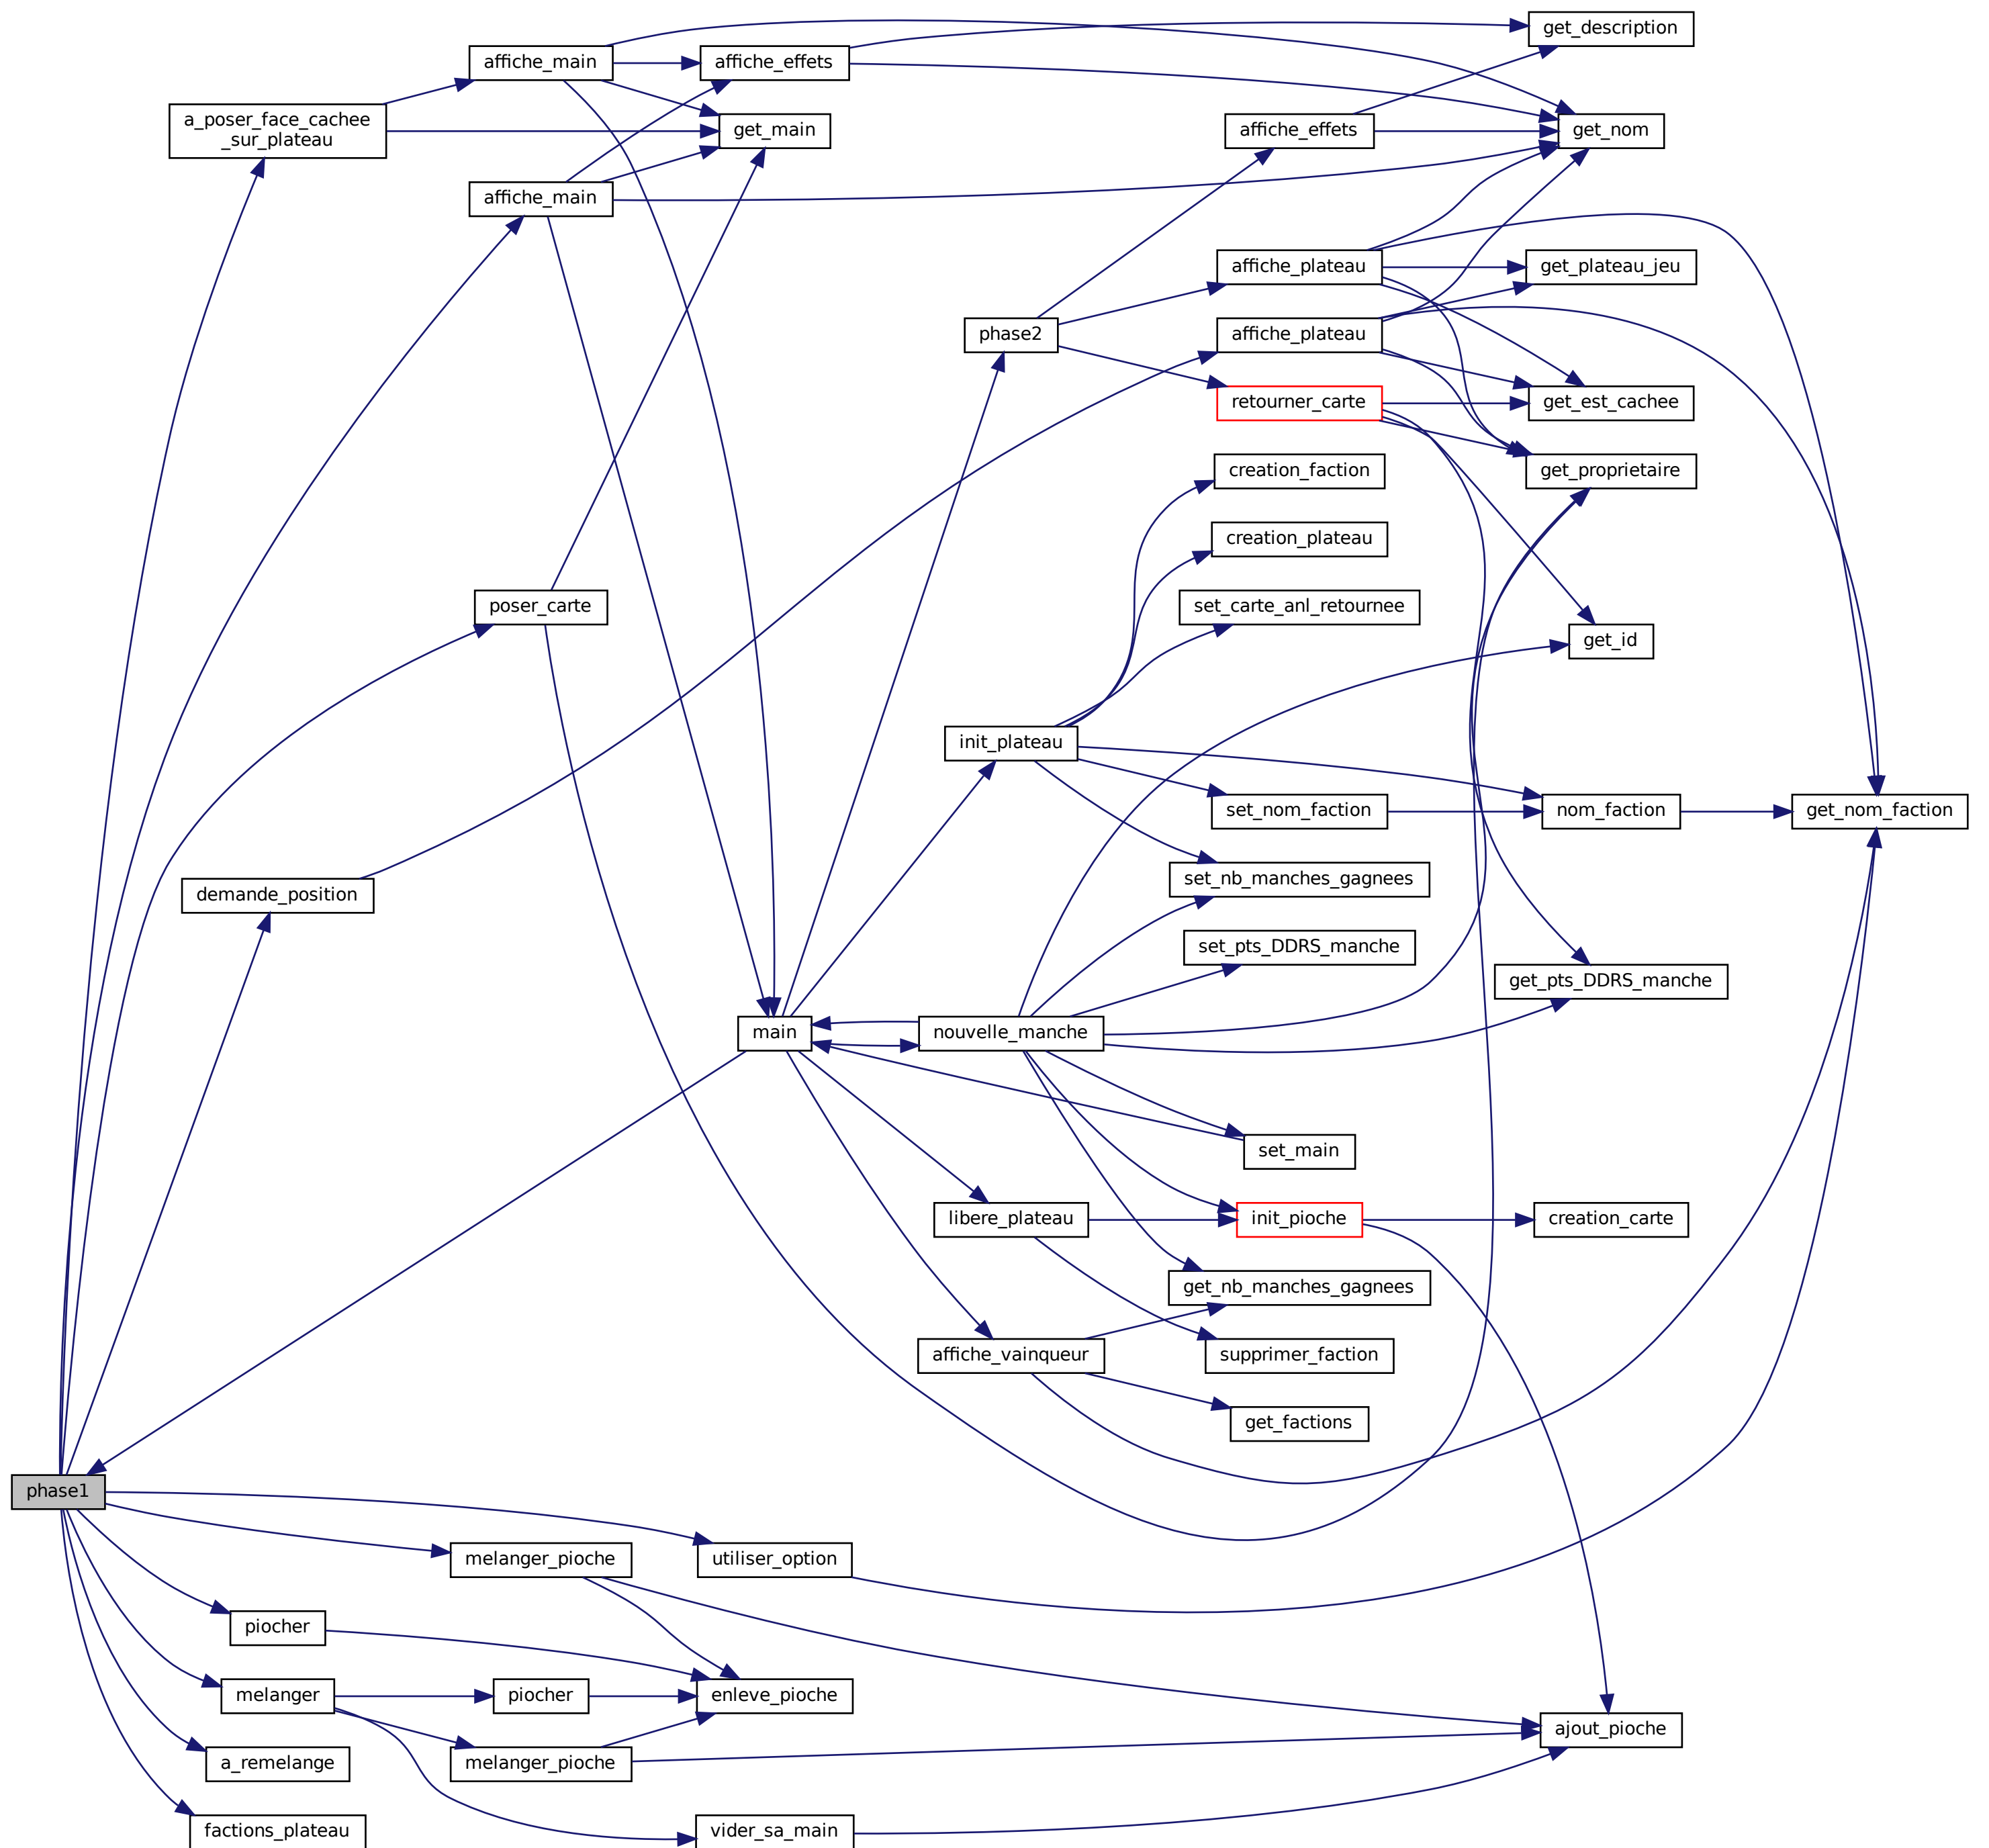 get_description
affiche_main
affiche_effets
a_poser_face_cachee
_sur_plateau
get_main
affiche_effets
get_nom
affiche_main
affiche_plateau
get_plateau_jeu
phase2
affiche_plateau
retourner_carte
get_est_cachee
creation_faction
get_proprietaire
creation_plateau
poser_carte
set_carte_anl_retournee
get_id
init_plateau
set_nom_faction
nom_faction
get_nom_faction
demande_position
set_nb_manches_gagnees
set_pts_DDRS_manche
get_pts_DDRS_manche
main
nouvelle_manche
set_main
libere_plateau
init_pioche
creation_carte
get_nb_manches_gagnees
affiche_vainqueur
supprimer_faction
get_factions
phase1
melanger_pioche
utiliser_option
piocher
melanger
piocher
enleve_pioche
ajout_pioche
a_remelange
melanger_pioche
factions_plateau
vider_sa_main